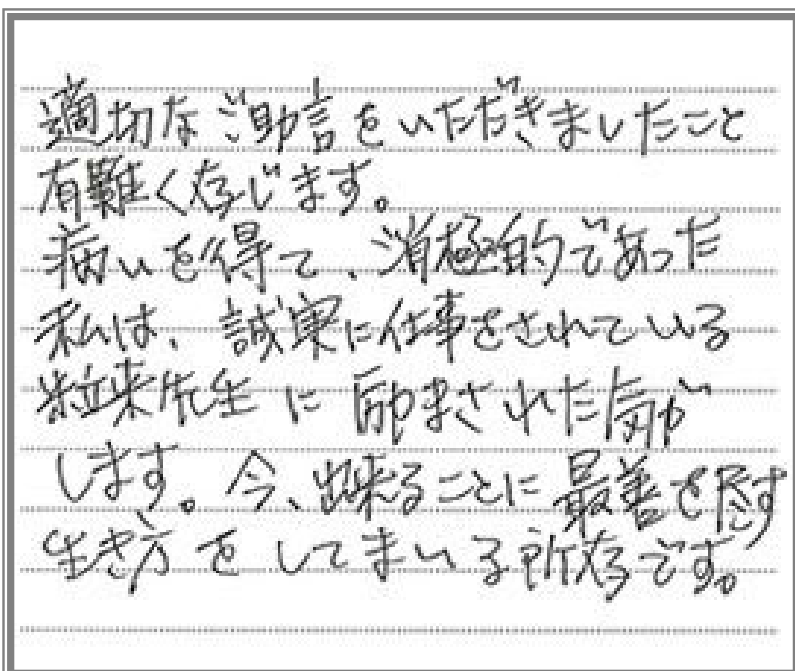 適切なご助言をいただきましたこと
有難く存じます。
病いを得て、消極的であった
私は、誠実に仕事をされている
粒来先生に励まされた気が
します。今、出来ることに最善を尽す
生き方をしてまいる所存です。